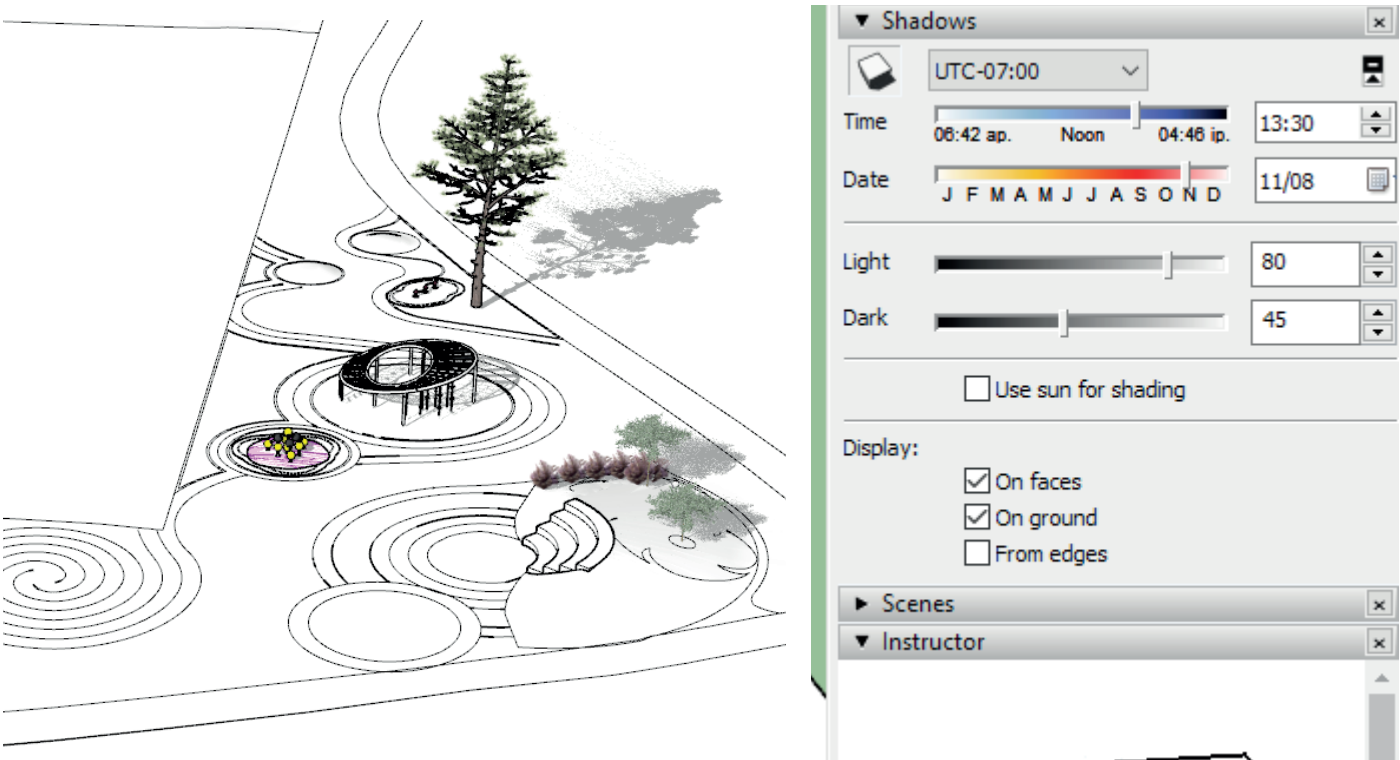 Shadows
UTC-07:00
Time
06:42 ap. Noon 04:46 ip.
13:30
Date
J F M A M J J A S O N D
11/08
Light
80
Dark
45
Use sun for shading
Display:
On faces
On ground
From edges
Scenes
Instructor